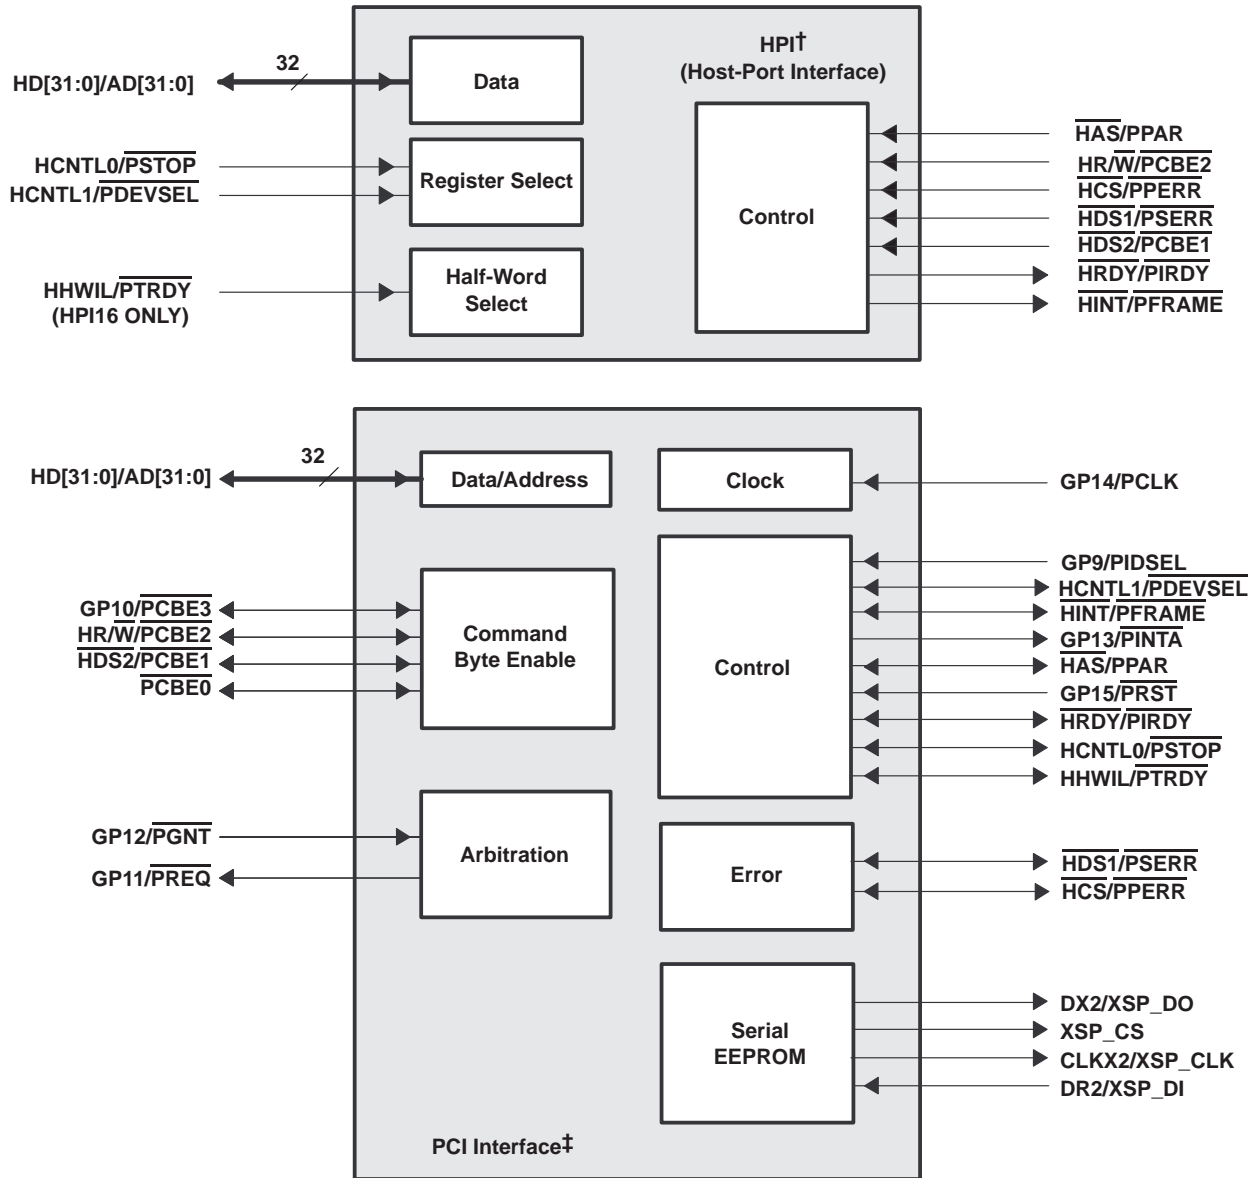 HPI†
(Host-Port Interface)
32
HD[31:0]/AD[31:0]
Data
HCNTL0/PSTOP
HCNTL1/PDEVSEL
Register Select
HHWIL/PTRDY
(HPI16 ONLY)
Half-Word
Select
Control
HAS/PPAR
HR/W/PCBE2
HCS/PPERR
HDS1/PSERR
HDS2/PCBE1
HRDY/PIRDY
HINT/PFRAME
32
HD[31:0]/AD[31:0]
Data/Address
Clock
GP14/PCLK
GP10/PCBE3
HR/W/PCBE2
HDS2/PCBE1
PCBE0
Command
Byte Enable
Control
GP9/PIDSEL
HCNTL1/PDEVSEL
HINT/PFRAME
GP13/PINTA
HAS/PPAR
GP15/PRST
HRDY/PIRDY
HCNTL0/PSTOP
HHWIL/PTRDY
GP12/PGNT
GP11/PREQ
Arbitration
Error
HDS1/PSERR
HCS/PPERR
Serial
EEPROM
DX2/XSP_DO
XSP_CS
CLKX2/XSP_CLK
DR2/XSP_DI
PCI Interface‡